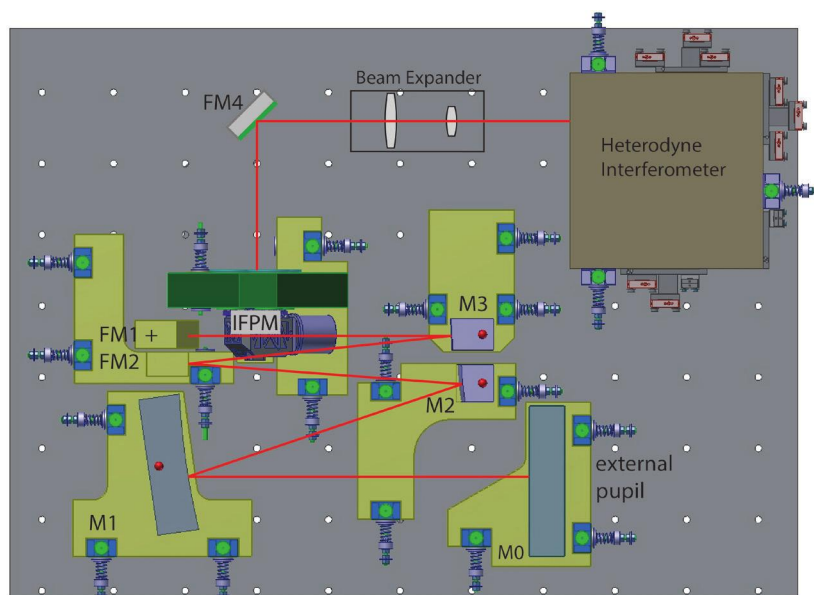 Beam Expander
FM4
Heterodyne
Interferometer
M3
IFPM
FM1 +
FM2
M2
external
pupil
M1
M0